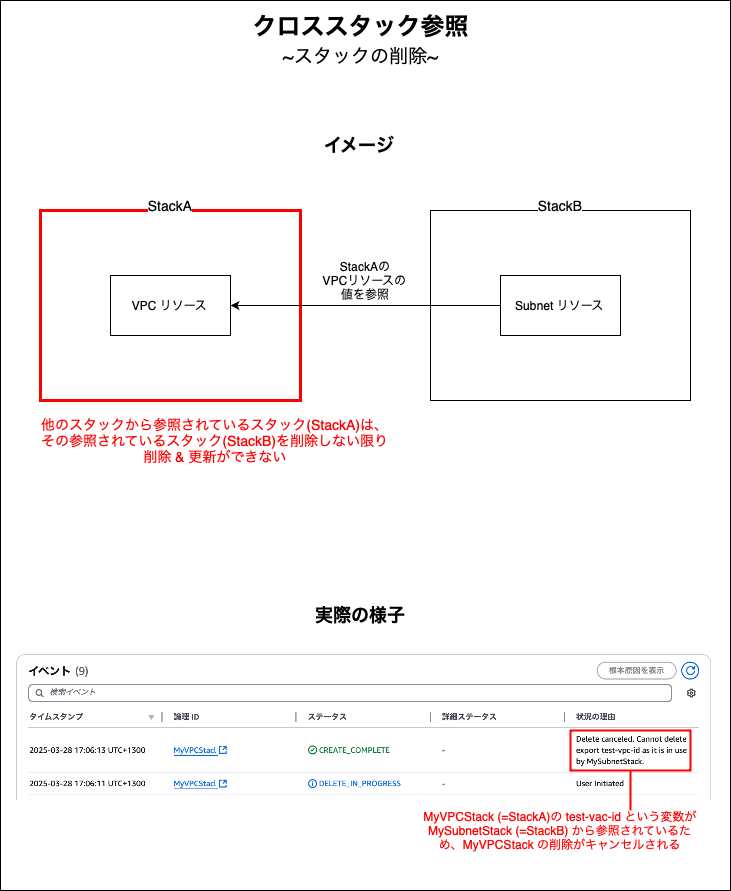 クロススタック参照
~スタックの削除~
イメージ
StackA
StackB
VPC リソース
StackAの
VPCリソースの
値を参照
Subnet リソース
他のスタックから参照されているスタック(StackA)は、
その参照されているスタック(StackB)を削除しない限り
削除 & 更新ができない
実際の様子
イベント (9)
根本原因を表示
検索イベント
タイムスタンプ 論理 ID ステータス 詳細ステータス 状況の理由
2025-03-28 17:06:13 UTC+1300 MyVPCStacl CREATE_COMPLETE - Delete canceled. Cannot delete
export test-vpc-id as it is in use
by MySubnetStack.
2025-03-28 17:06:11 UTC+1300 MyVPCStacl DELETE_IN_PROGRESS - User Initiated
MyVPCStack (=StackA)の test-vac-id という変数が
MySubnetStack (=StackB) から参照されているため
、MyVPCStack の削除がキャンセルされる